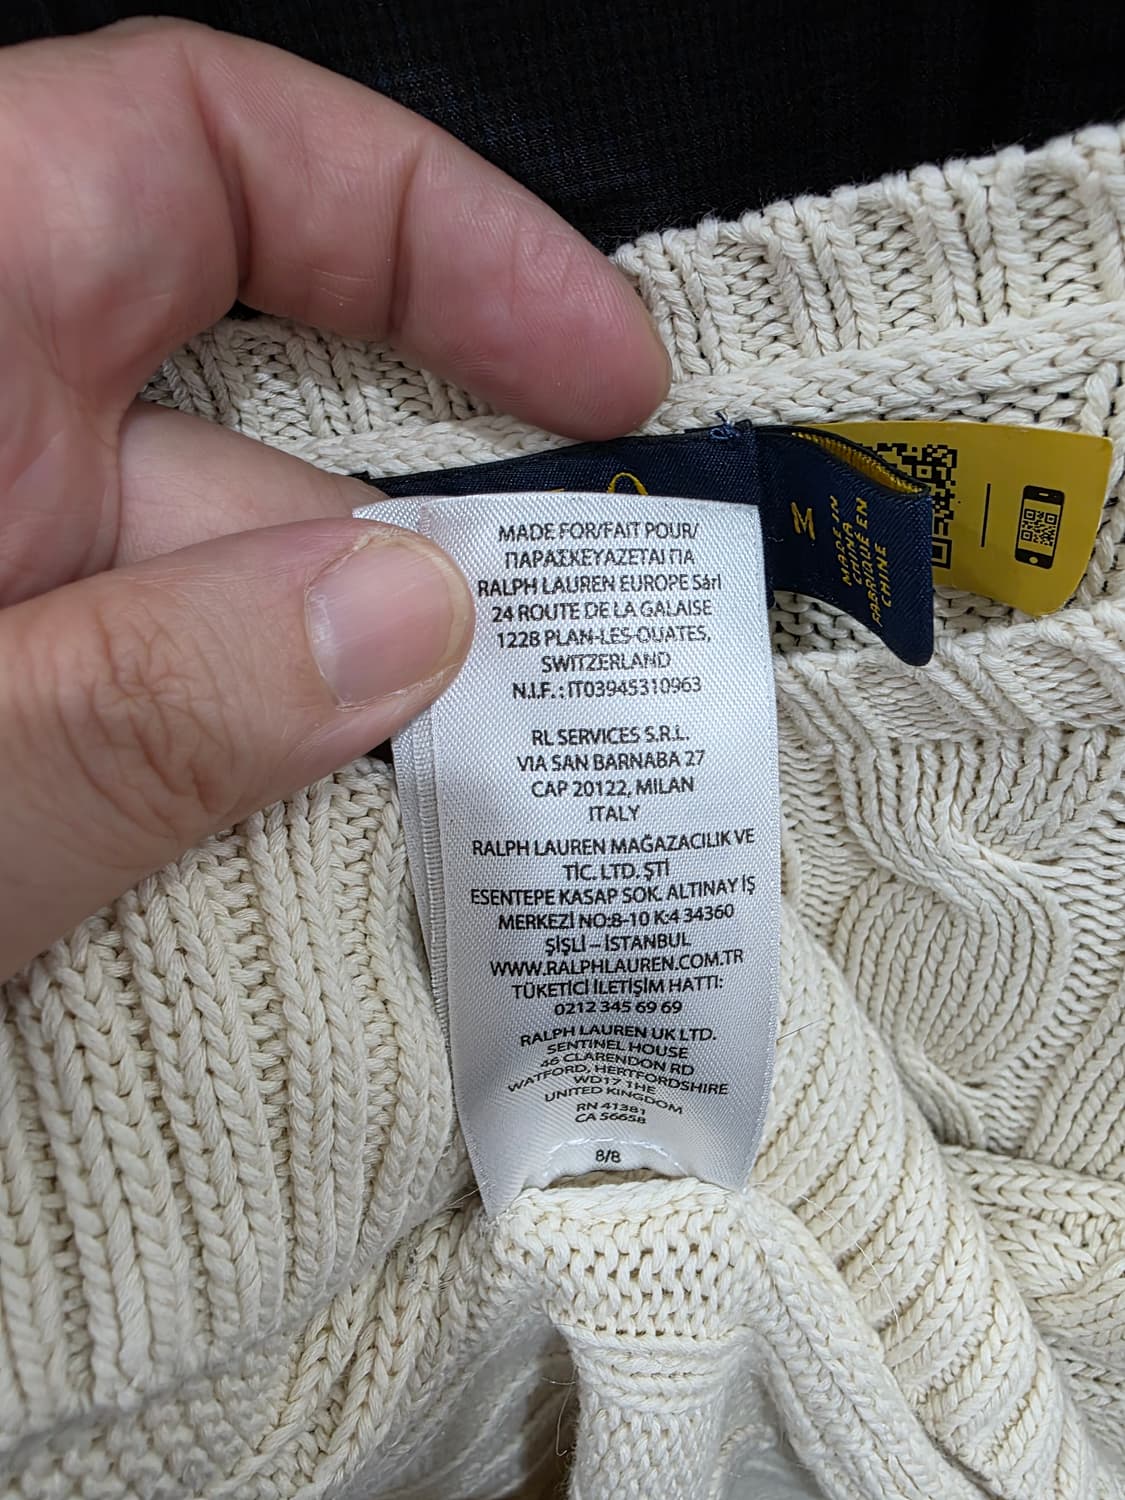 MADE FOR/FAIT POUR/
ΠΑΡΑΣΚΕΥΑΖΕΤΑΙ ΓΙΑ
RALPH LAUREN EUROPE Sàrl
24 ROUTE DE LA GALAISE
1228 PLAN-LES-OUATES,
SWITZERLAND
N.I.F.: IT03945310963
RL SERVICES S.R.L.
VIA SAN BARNABA 27
CAP 20122, MILAN
ITALY
RALPH LAUREN MAĞAZACILIK VE
TİC. LTD. ŞTİ
ESENTEPE KASAP SOK. ALTINAY İŞ
MERKEZİ NO:8-10 K:4 34360
ŞİŞLİ – İSTANBUL
WWW.RALPHLAUREN.COM.TR
TÜKETİCİ İLETİŞİM HATTI:
0212 345 69 69
RALPH LAUREN UK LTD.
SENTINEL HOUSE
46 CLARENDON RD
WATFORD, HERTFORDSHIRE
WD17 1HE
UNITED KINGDOM
RN 41381
CA 56658
8/8
M
MADE IN
CHINA
FABRIQUÉ EN
CHINE